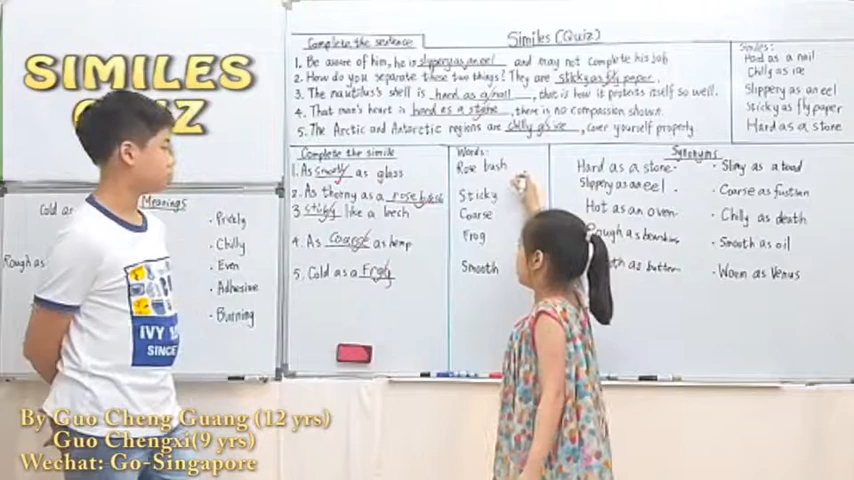 SIMILES
QUIZ
Cold as
Rough as
Meanings
• Prickly
• Chilly
• Even
• Adhesive
• Burning
Similes (Quiz)
Complete the sentence
1. Be aware of him, he is slippery as an eel and may not complete his job
2. How do you separate these two things? They are sticky as fly paper.
3. The nautilus's shell is hard as a nail, that is how it protects itself so well.
4. That man's heart is hard as a stone, there is no compassion shown.
5. The Arctic and Antarctic regions are chilly as ice, cover yourself properly
Similes:
Hard as a nail
Chilly as ice
Slippery as an eel
Sticky as fly paper
Hard as a stone
Complete the simile
1. As smooth as glass
2. As thorny as a rose bush
3. sticky like a leech
4. As Coarse as hemp
5. Cold as a Frog
Words:
Rose bush
Sticky
Coarse
Frog
Smooth
Synonyms
Hard as a stone
Slippery as an eel
Hot as an oven
Rough as
as butter
• Slimy as a toad
• Coarse as fustian
• Chilly as death
• Smooth as oil
• Warm as Venus
IVY
SISSIN
By Guo Cheng Guang (12 yrs)
Guo Chengxi (9 yrs)
Wechat: Go-Singapore